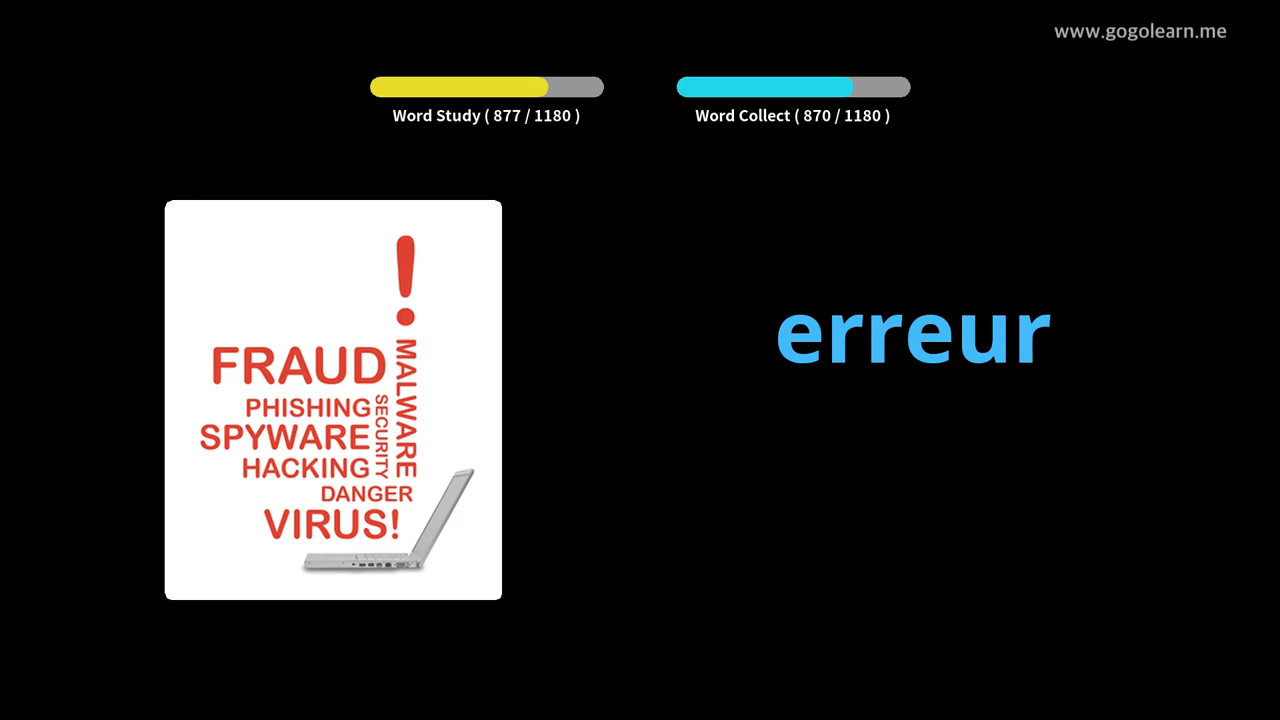 www.gogolearn.me
Word Study ( 877 / 1180 )
Word Collect ( 870 / 1180 )
!
FRAUD
MALWARE
PHISHING
SECURITY
SPYWARE
HACKING
DANGER
VIRUS!
erreur